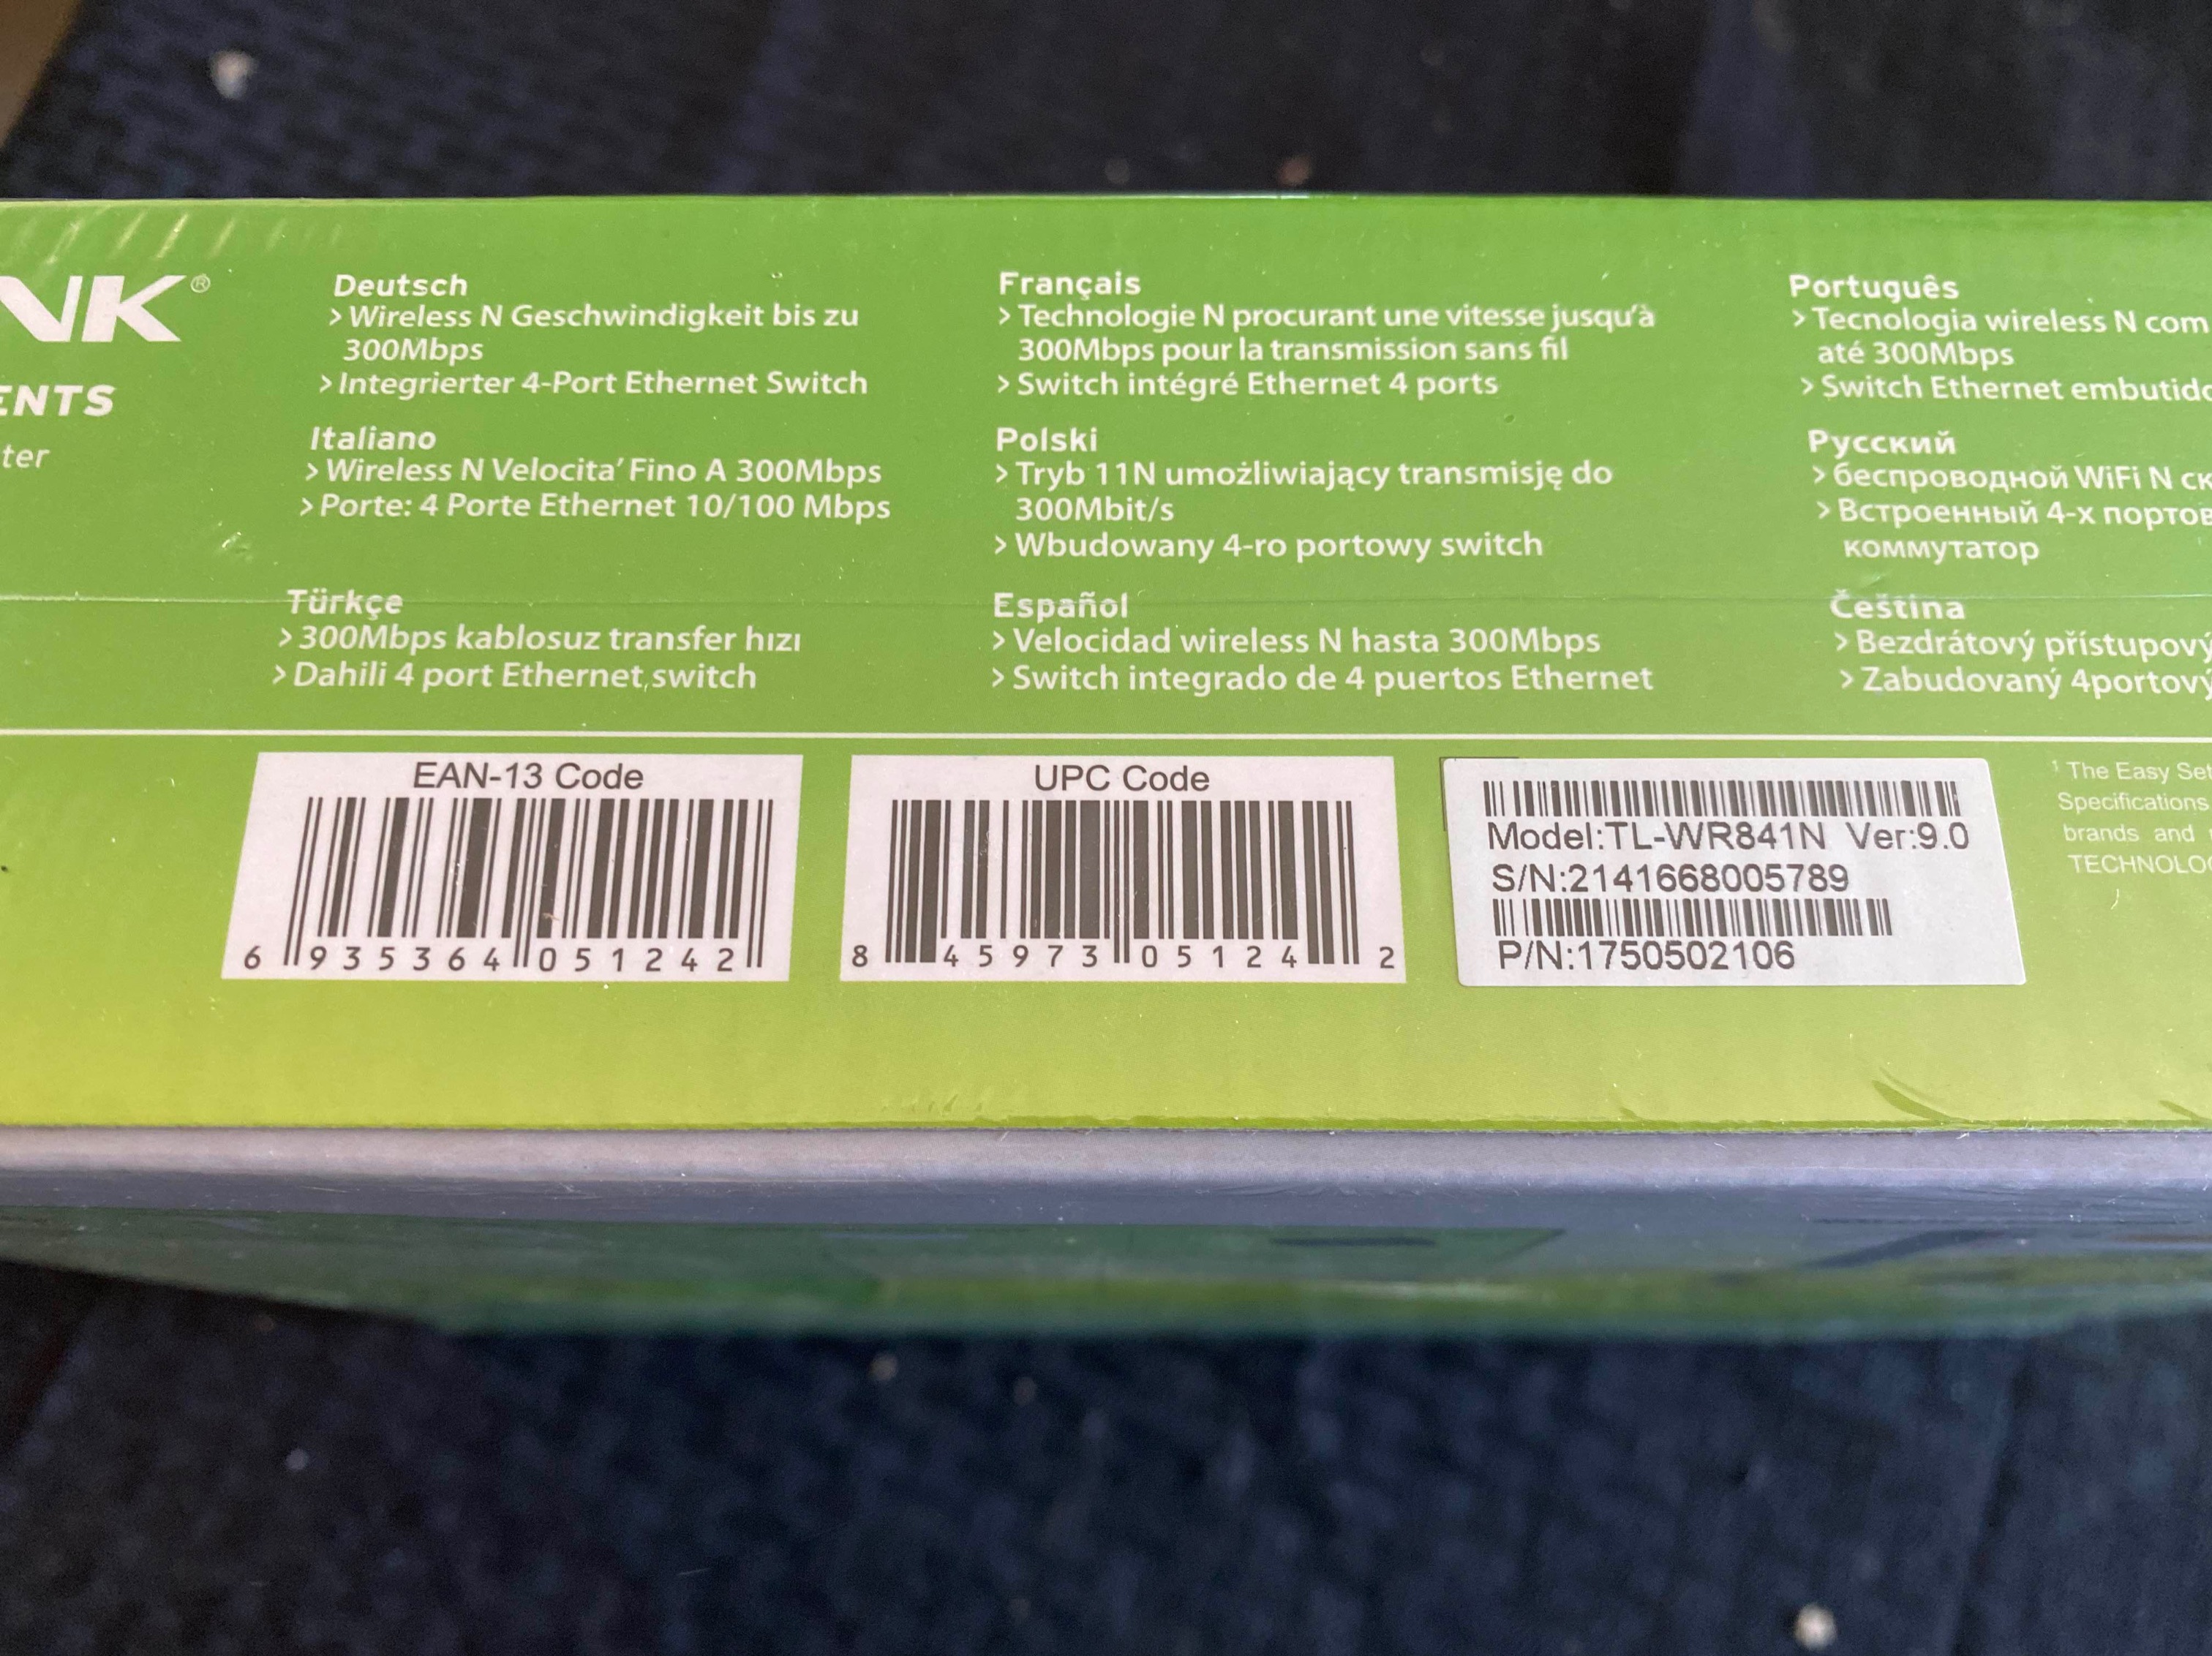 NK®
ENTS
ter
Deutsch
> Wireless N Geschwindigkeit bis zu
300Mbps
> Integrierter 4-Port Ethernet Switch
Italiano
> Wireless N Velocita' Fino A 300Mbps
> Porte: 4 Porte Ethernet 10/100 Mbps
Türkçe
> 300Mbps kablosuz transfer hızı
> Dahili 4 port Ethernet switch
Français
> Technologie N procurant une vitesse jusqu'à
300Mbps pour la transmission sans fil
> Switch intégré Ethernet 4 ports
Polski
> Tryb 11N umożliwiający transmisję do
300Mbit/s
> Wbudowany 4-ro portowy switch
Español
> Velocidad wireless N hasta 300Mbps
> Switch integrado de 4 puertos Ethernet
Português
> Tecnologia wireless N com
até 300Mbps
> Switch Ethernet embutido
Русский
> беспроводной WiFi N ск
> Встроенный 4-х портов
коммутатор
Čeština
> Bezdrátový přístupový
> Zabudovaný 4portový
EAN-13 Code
6 935364 051242
UPC Code
8 45973 05124 2
Model:TL-WR841N Ver:9.0
S/N:2141668005789
P/N:1750502106
¹ The Easy Set
Specifications
brands and
TECHNOLO